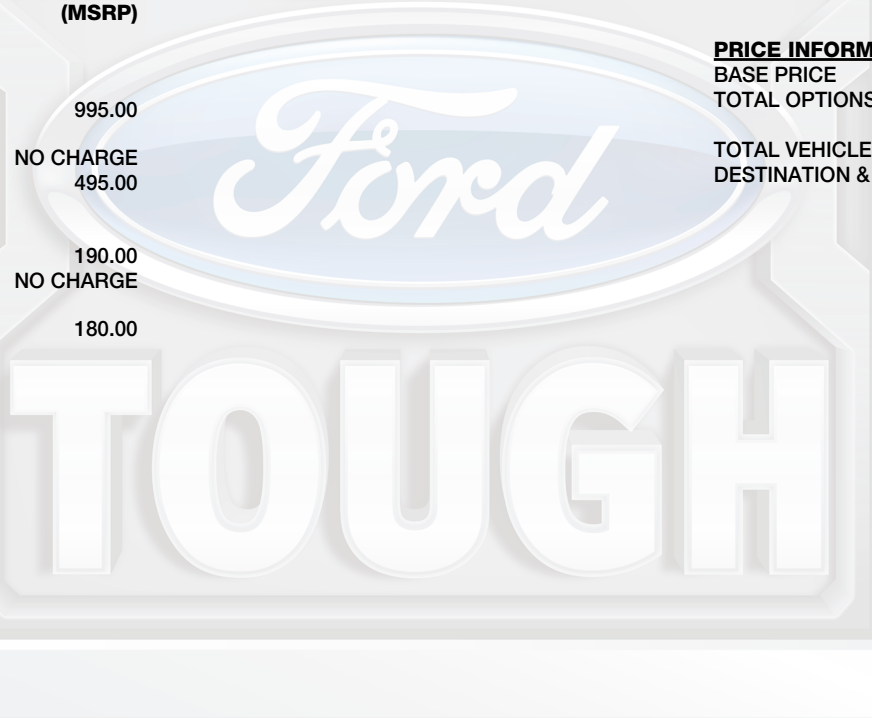 (MSRP)
995.00
NO CHARGE
495.00
190.00
NO CHARGE
180.00
PRICE INFORM
BASE PRICE
TOTAL OPTIONS
TOTAL VEHICLE
DESTINATION &
Ford
TOUGH